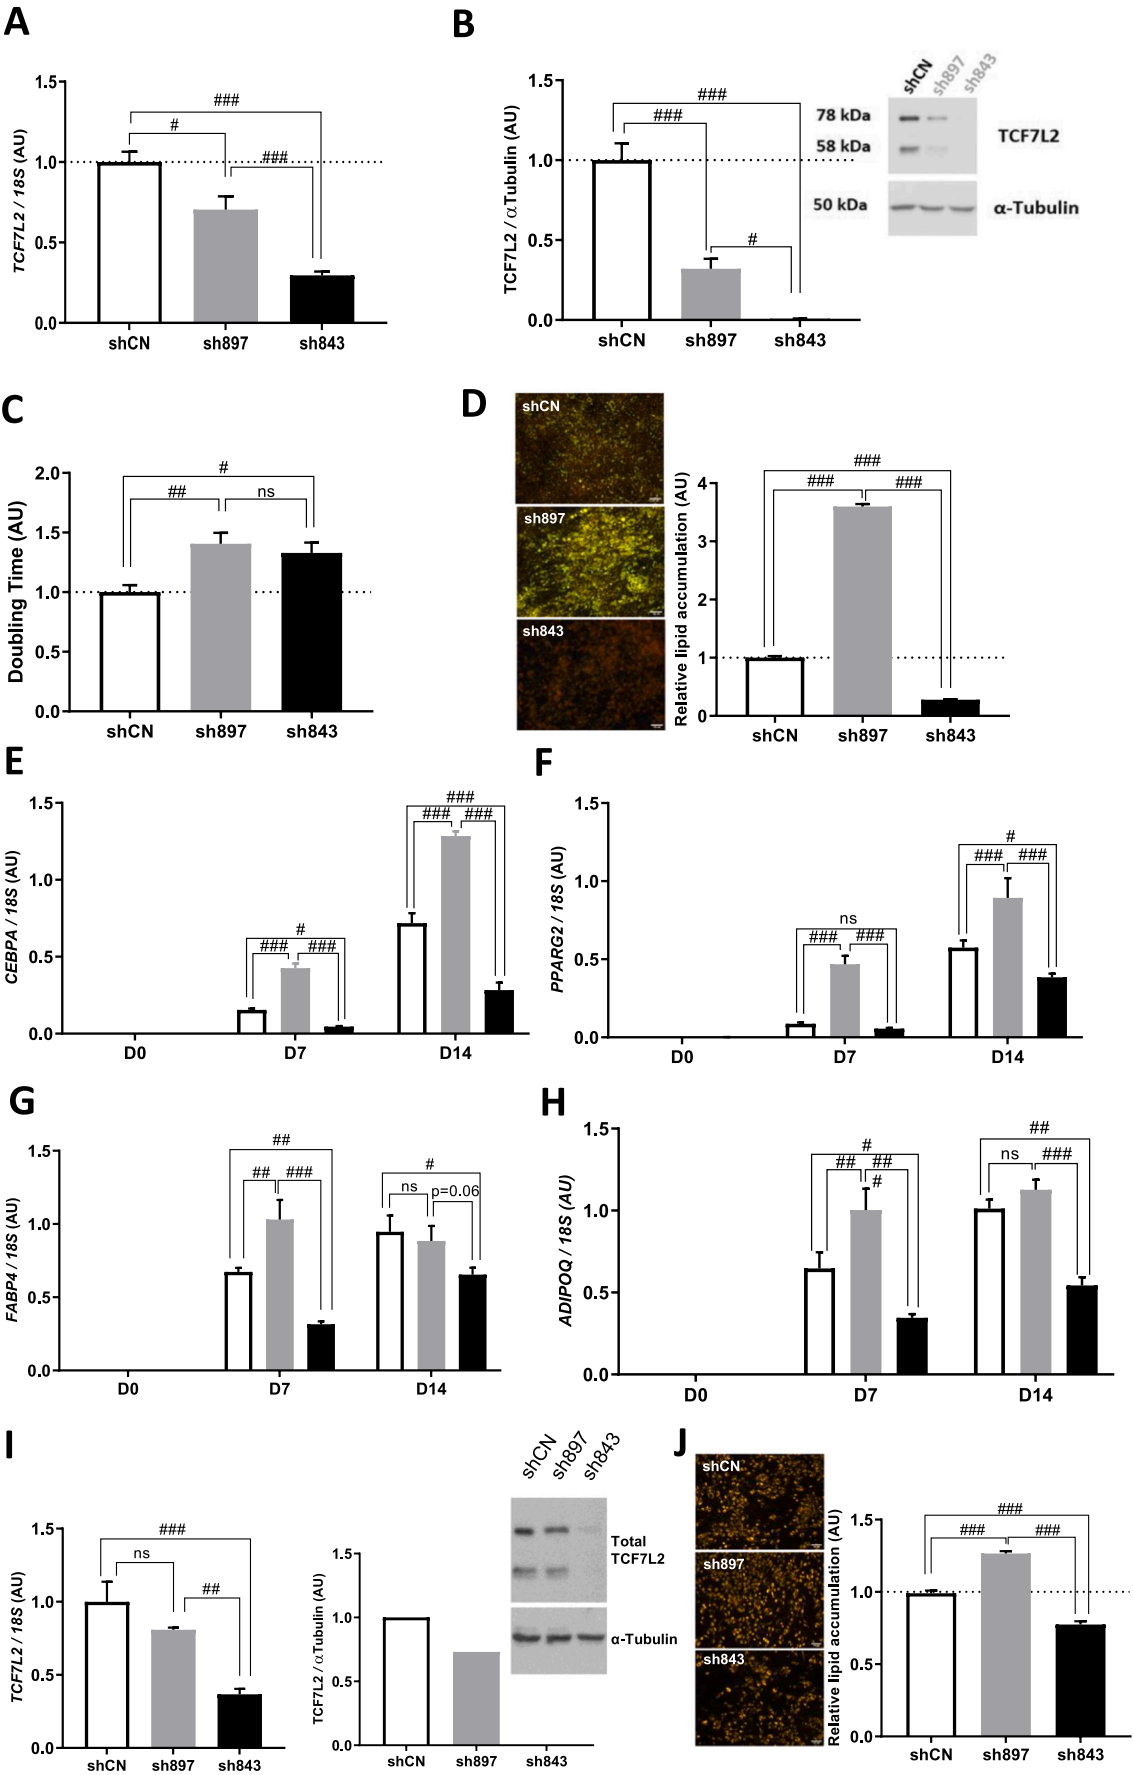 A
TCF7L2 / 18S (AU)
1.5
1.0
0.5
0.0
###
#
###
shCN
sh897
sh843
B
TCF7L2 / αTubulin (AU)
1.5
1.0
0.5
0.0
###
###
#
shCN
sh897
sh843
shCN
sh897
sh843
78 kDa
58 kDa
TCF7L2
50 kDa
α-Tubulin
C
Doubling Time (AU)
2.0
1.5
1.0
0.5
0.0
#
##
ns
shCN
sh897
sh843
D
shCN
sh897
sh843
Relative lipid accumulation (AU)
4
3
2
1
0
###
###
###
shCN
sh897
sh843
E
CEBPA / 18S (AU)
1.5
1.0
0.5
0.0
#
###
###
###
###
###
D0
D7
D14
F
PPARG2 / 18S (AU)
1.5
1.0
0.5
0.0
ns
###
###
#
###
###
D0
D7
D14
G
FABP4 / 18S (AU)
1.5
1.0
0.5
0.0
##
##
###
#
ns
p=0.06
D0
D7
D14
H
ADIPOQ / 18S (AU)
1.5
1.0
0.5
0.0
#
##
##
#
##
ns
###
D0
D7
D14
I
TCF7L2 / 18S (AU)
1.5
1.0
0.5
0.0
###
ns
##
shCN
sh897
sh843
TCF7L2 / αTubulin (AU)
1.5
1.0
0.5
0.0
shCN
sh897
sh843
shCN
sh897
sh843
Total
TCF7L2
α-Tubulin
J
shCN
sh897
sh843
Relative lipid accumulation (AU)
1.5
1.0
0.5
0.0
###
###
###
shCN
sh897
sh843